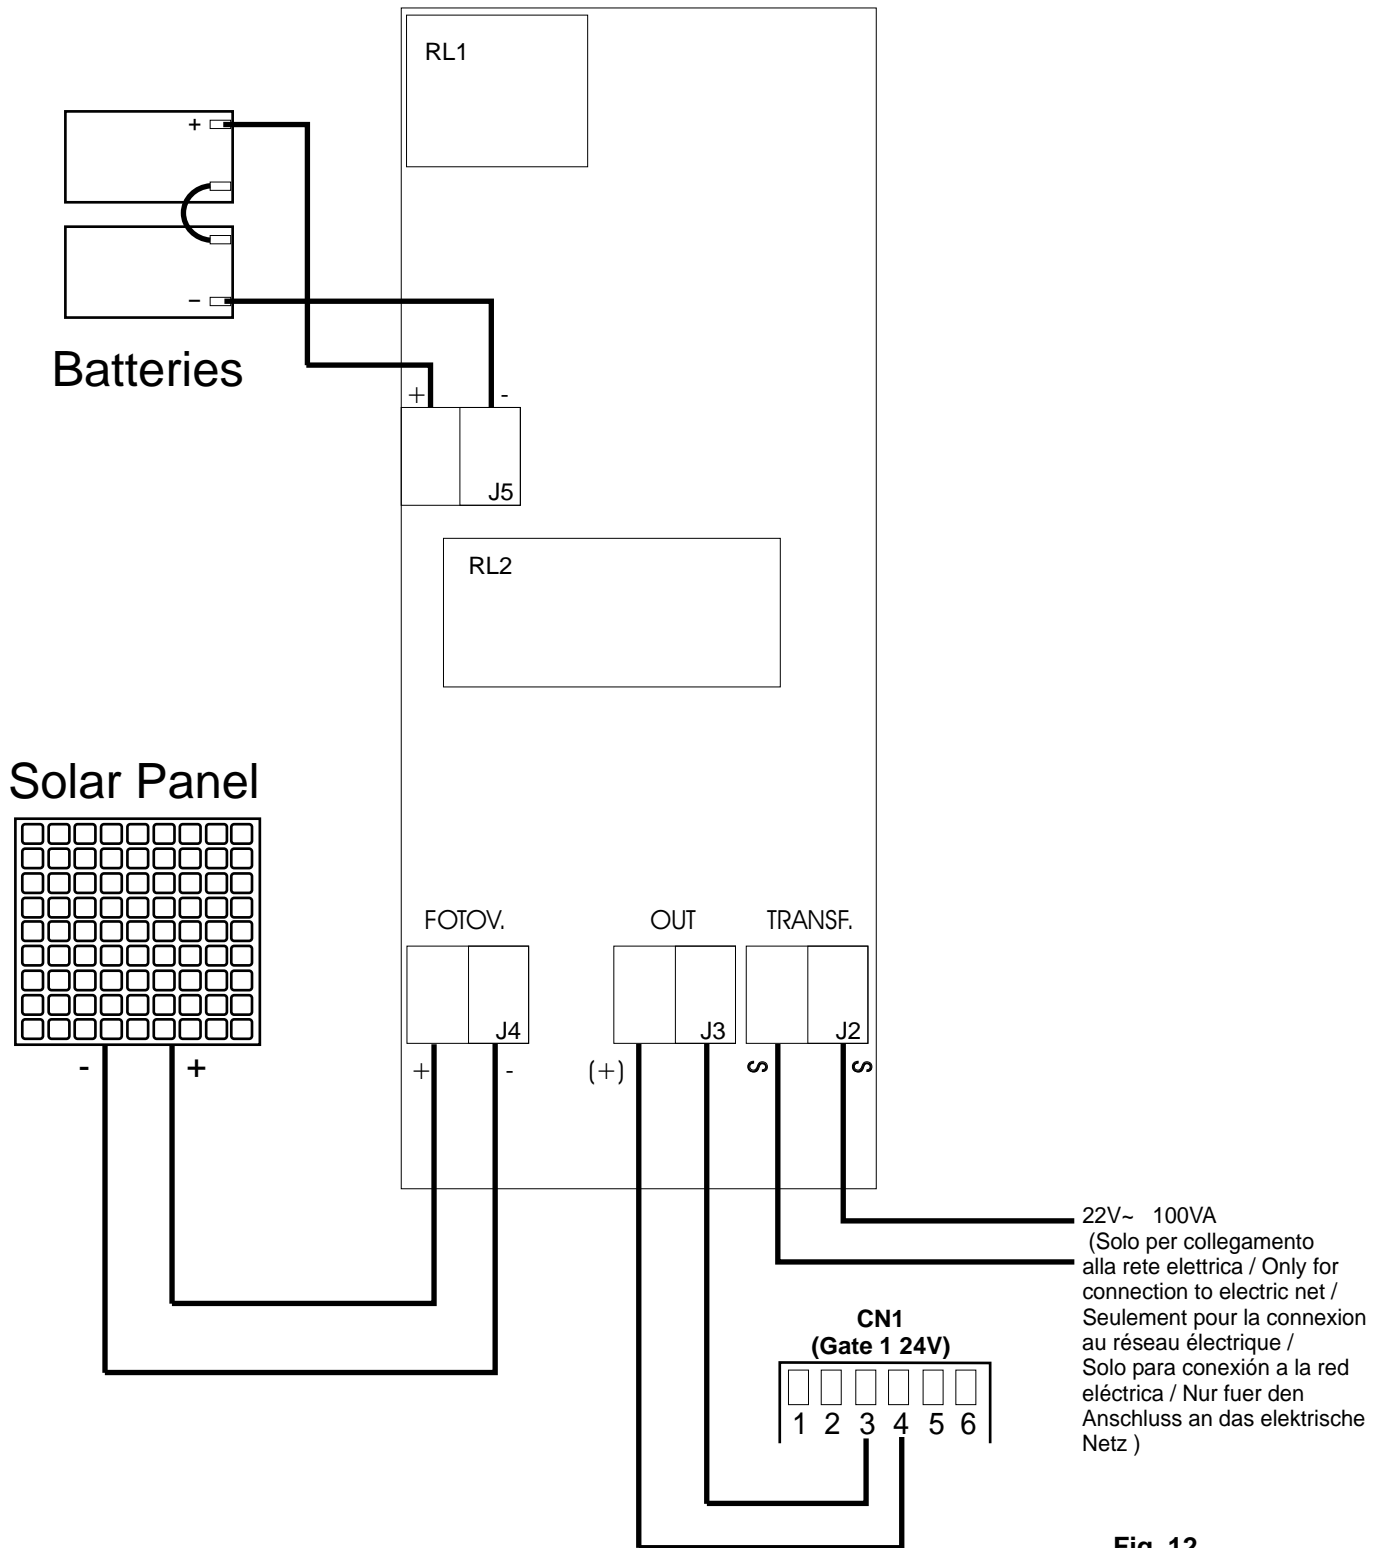 RL1
+
−
Batteries
+ -
J5
RL2
Solar Panel
FOTOV. OUT TRANSF.
J4 J3 J2
- +
+ - (+) S S
22V~ 100VA
(Solo per collegamento
alla rete elettrica / Only for
connection to electric net /
Seulement pour la connexion
au réseau électrique /
Solo para conexión a la red
eléctrica / Nur fuer den
Anschluss an das elektrische
Netz )
CN1
(Gate 1 24V)
1 2 3 4 5 6
Fig. 12